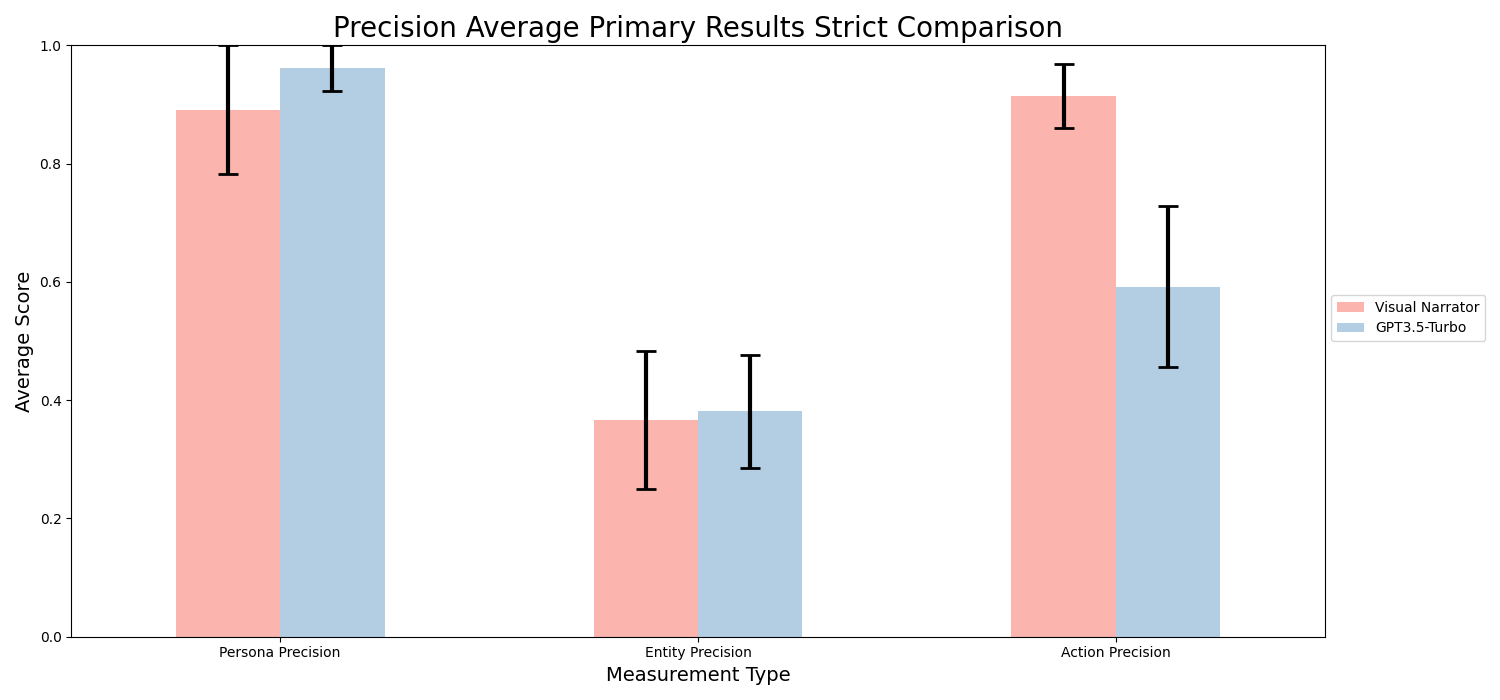 Precision Average Primary Results Strict Comparison
1.0
0.8
0.6
0.4
0.2
0.0
Average Score
Persona Precision
Entity Precision
Action Precision
Measurement Type
Visual Narrator
GPT3.5-Turbo